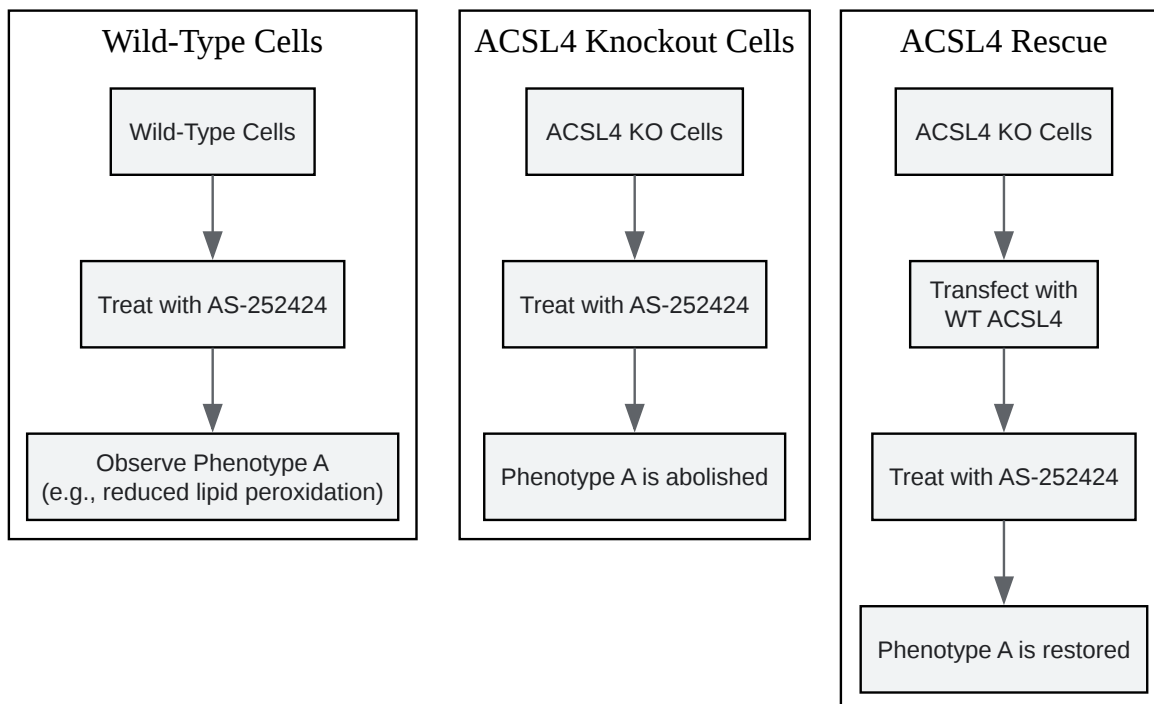 Wild-Type Cells
Wild-Type Cells
Treat with AS-252424
Observe Phenotype A
(e.g., reduced lipid peroxidation)
ACSL4 Knockout Cells
ACSL4 KO Cells
Treat with AS-252424
Phenotype A is abolished
ACSL4 Rescue
ACSL4 KO Cells
Transfect with
WT ACSL4
Treat with AS-252424
Phenotype A is restored